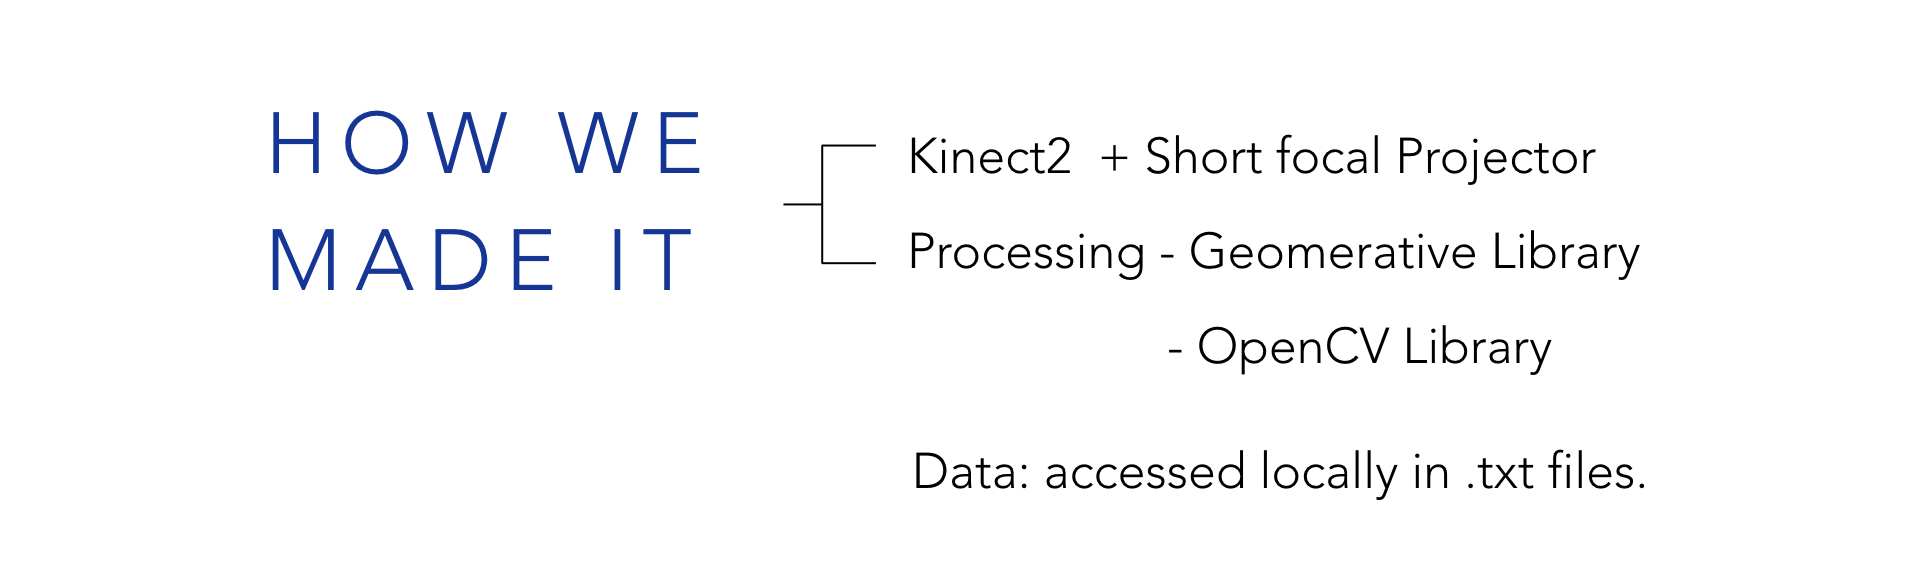 HOW WE
MADE IT
Kinect2 + Short focal Projector
Processing - Geomerative Library
- OpenCV Library
Data: accessed locally in .txt files.